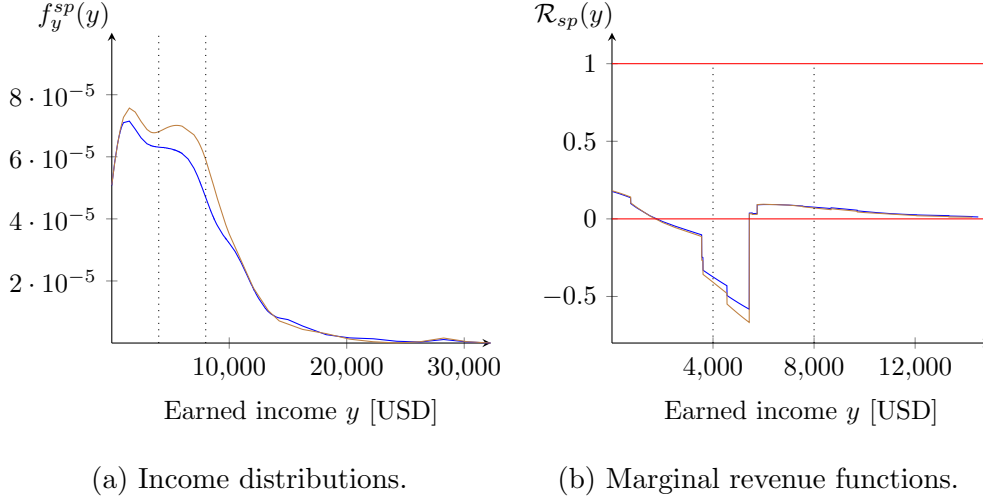 f_y^{sp}(y)
8 · 10^{-5}
6 · 10^{-5}
4 · 10^{-5}
2 · 10^{-5}
10,000 20,000 30,000
Earned income y [USD]
(a) Income distributions.
R_{sp}(y)
1
0.5
0
−0.5
4,000 8,000 12,000
Earned income y [USD]
(b) Marginal revenue functions.